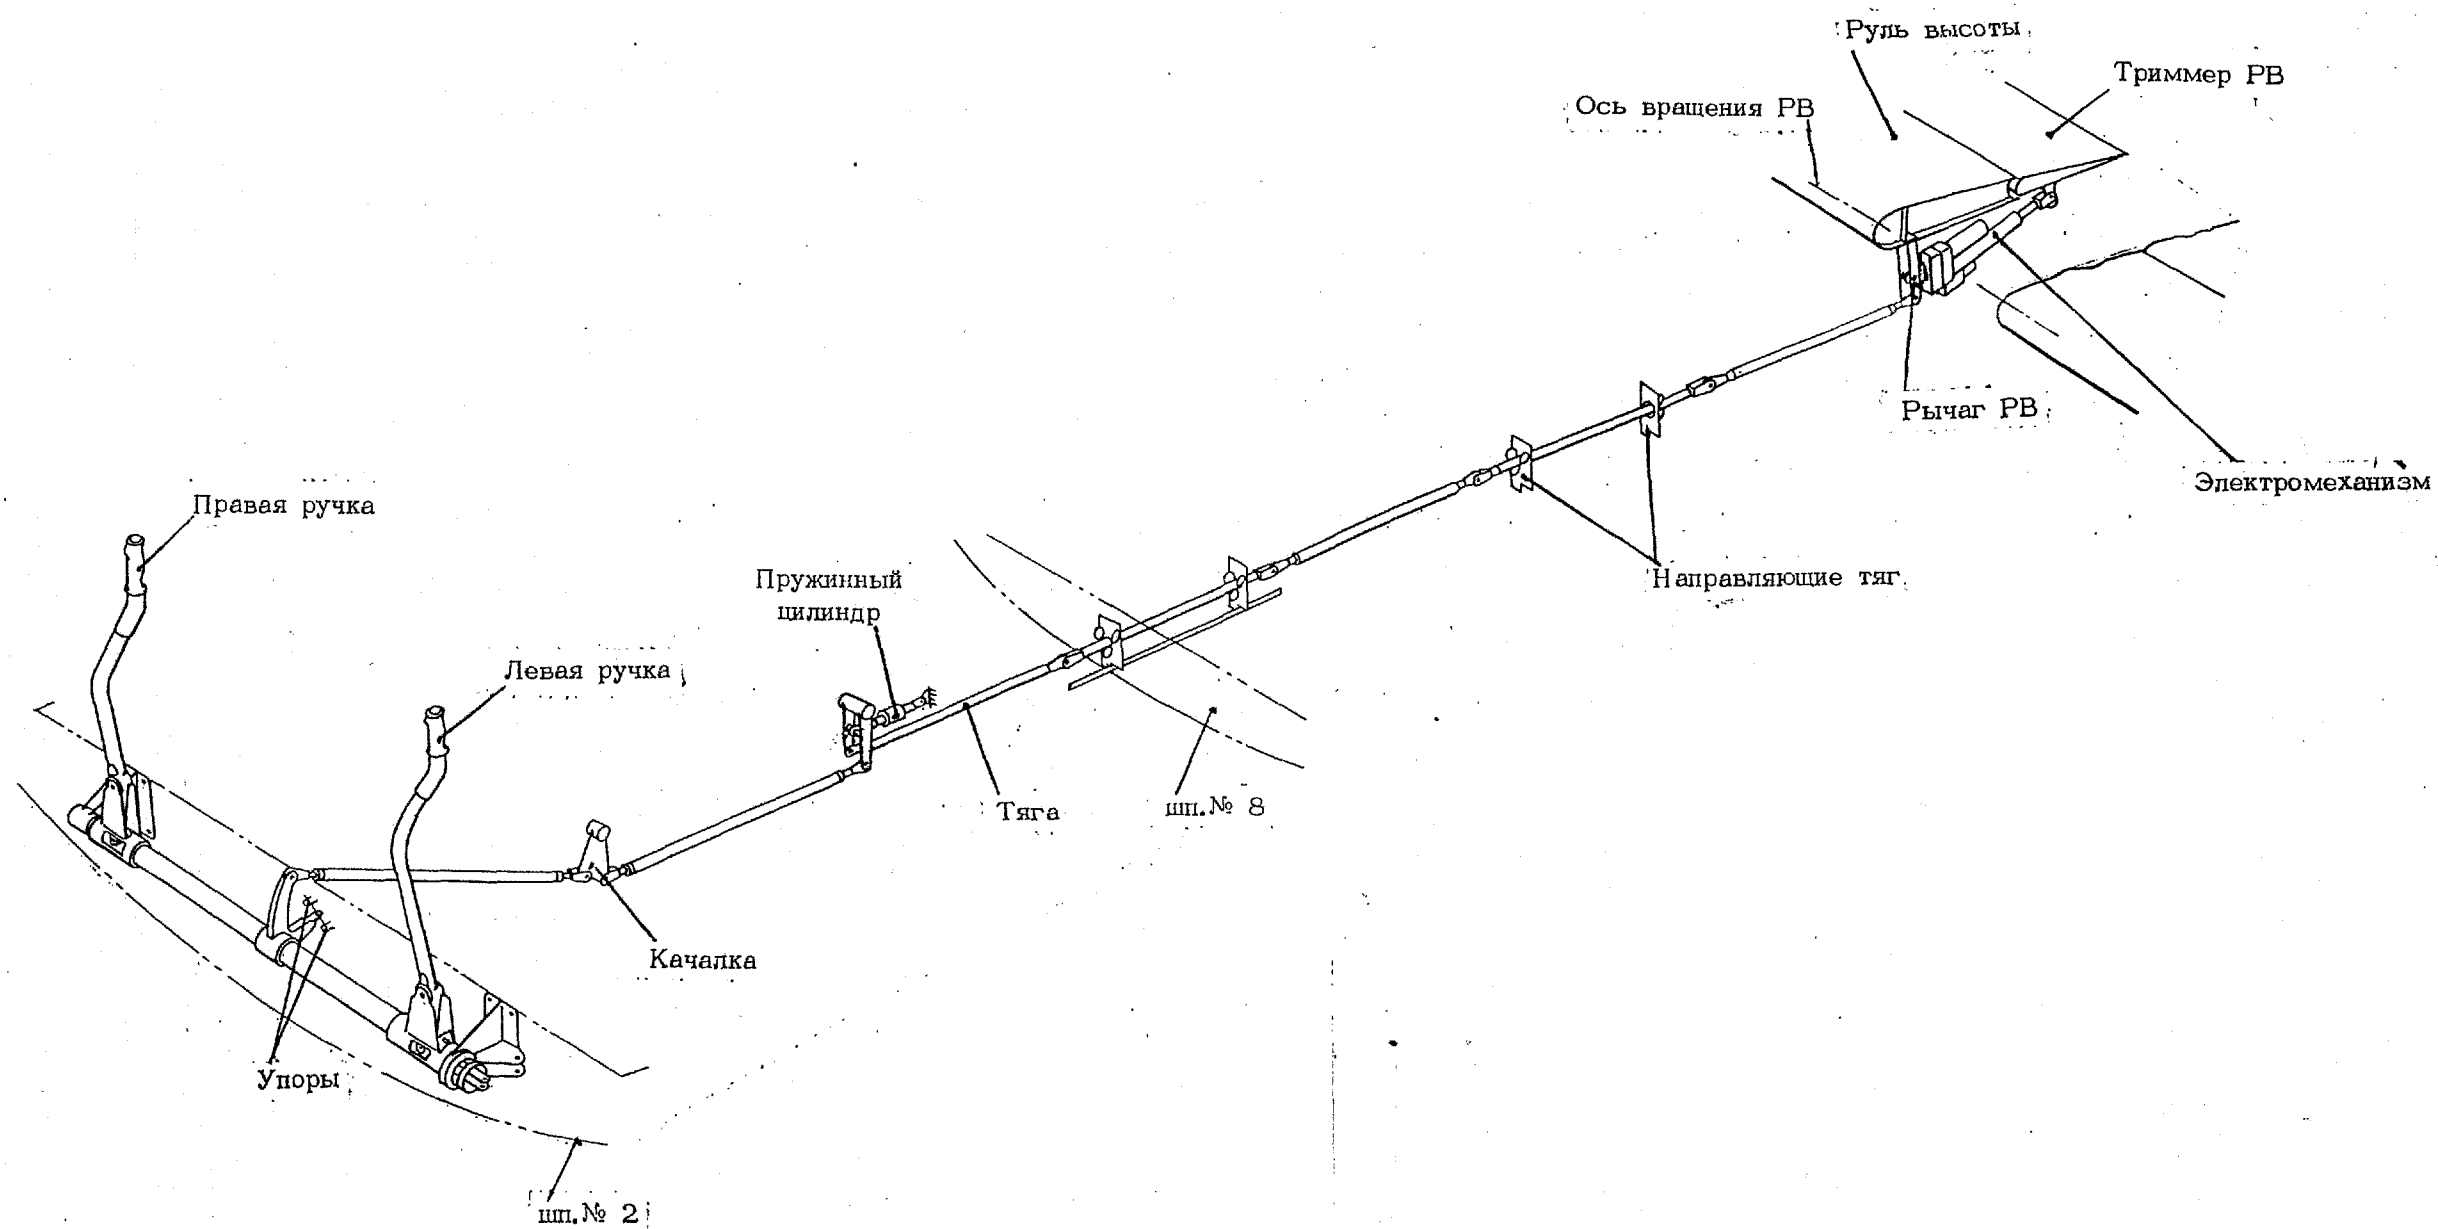 Руль высоты
Триммер РВ
Ось вращения РВ
Рычаг РВ
Электромеханизм
Правая ручка
Пружинный
цилиндр
Направляющие тяг
Левая ручка
Тяга
шп.№ 8
Качалка
Упоры
шп.№ 2